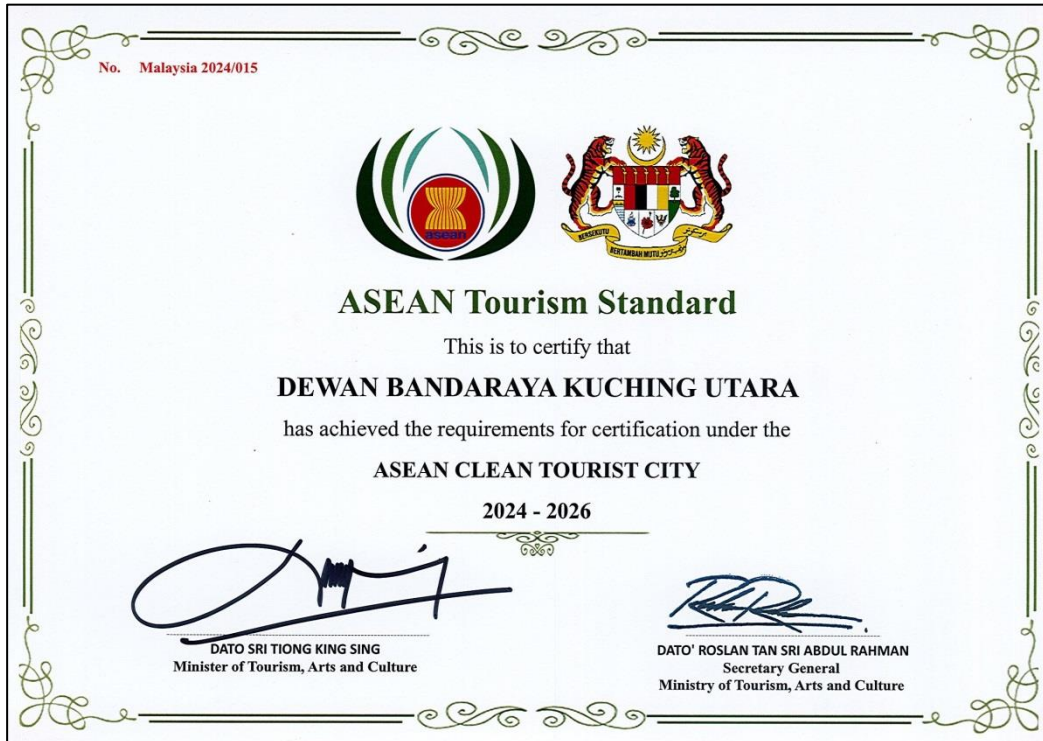 No. Malaysia 2024/015
asean
BERSEKUTU
BERTAMBAH MUTU
ASEAN Tourism Standard
This is to certify that
DEWAN BANDARAYA KUCHING UTARA
has achieved the requirements for certification under the
ASEAN CLEAN TOURIST CITY
2024 - 2026
DATO SRI TIONG KING SING
Minister of Tourism, Arts and Culture
DATO' ROSLAN TAN SRI ABDUL RAHMAN
Secretary General
Ministry of Tourism, Arts and Culture